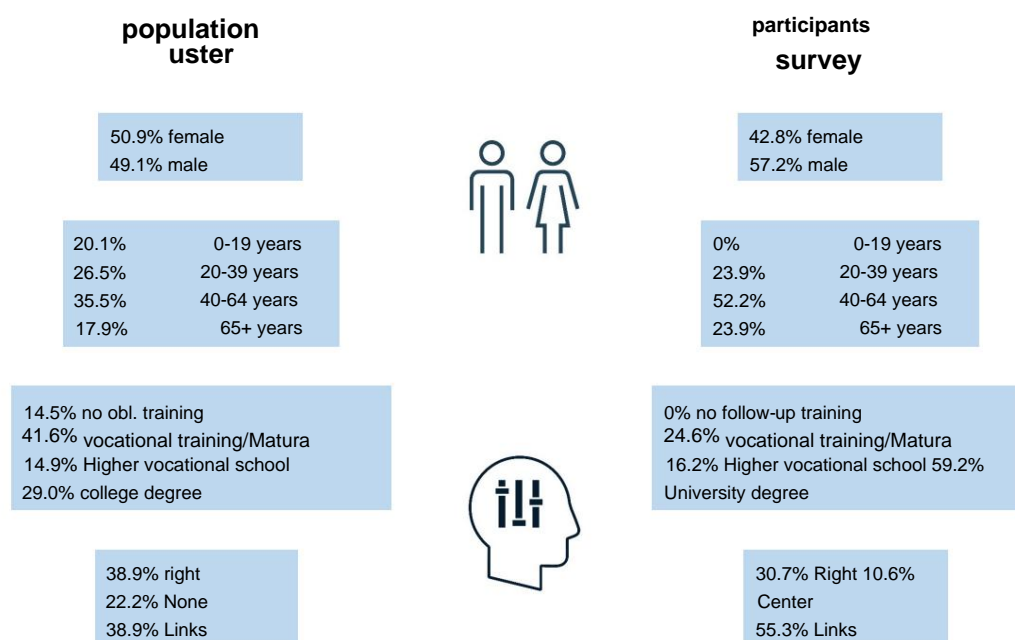 population
uster
participants
survey
50.9% female
49.1% male
42.8% female
57.2% male
20.1% 0-19 years
26.5% 20-39 years
35.5% 40-64 years
17.9% 65+ years
0% 0-19 years
23.9% 20-39 years
52.2% 40-64 years
23.9% 65+ years
14.5% no obl. training
41.6% vocational training/Matura
14.9% Higher vocational school
29.0% college degree
0% no follow-up training
24.6% vocational training/Matura
16.2% Higher vocational school 59.2%
University degree
38.9% right
22.2% None
38.9% Links
30.7% Right 10.6%
Center
55.3% Links